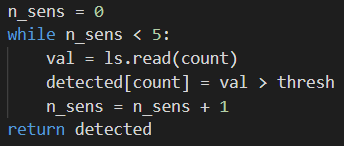 n_sens = 0
while n_sens < 5:
    val = ls.read(count)
    detected[count] = val > thresh
    n_sens = n_sens + 1
return detected